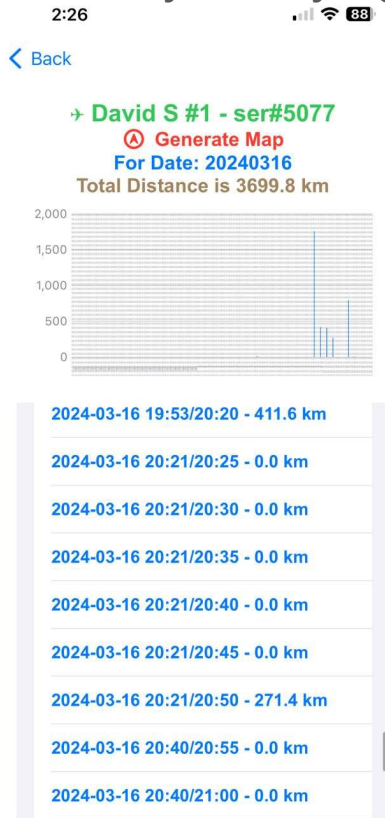 2:26
88
Back
✈ David S #1 - ser#5077
Generate Map
For Date: 20240316
Total Distance is 3699.8 km
2,000
1,500
1,000
500
0
2024-03-16 19:53/20:20 - 411.6 km
2024-03-16 20:21/20:25 - 0.0 km
2024-03-16 20:21/20:30 - 0.0 km
2024-03-16 20:21/20:35 - 0.0 km
2024-03-16 20:21/20:40 - 0.0 km
2024-03-16 20:21/20:45 - 0.0 km
2024-03-16 20:21/20:50 - 271.4 km
2024-03-16 20:40/20:55 - 0.0 km
2024-03-16 20:40/21:00 - 0.0 km